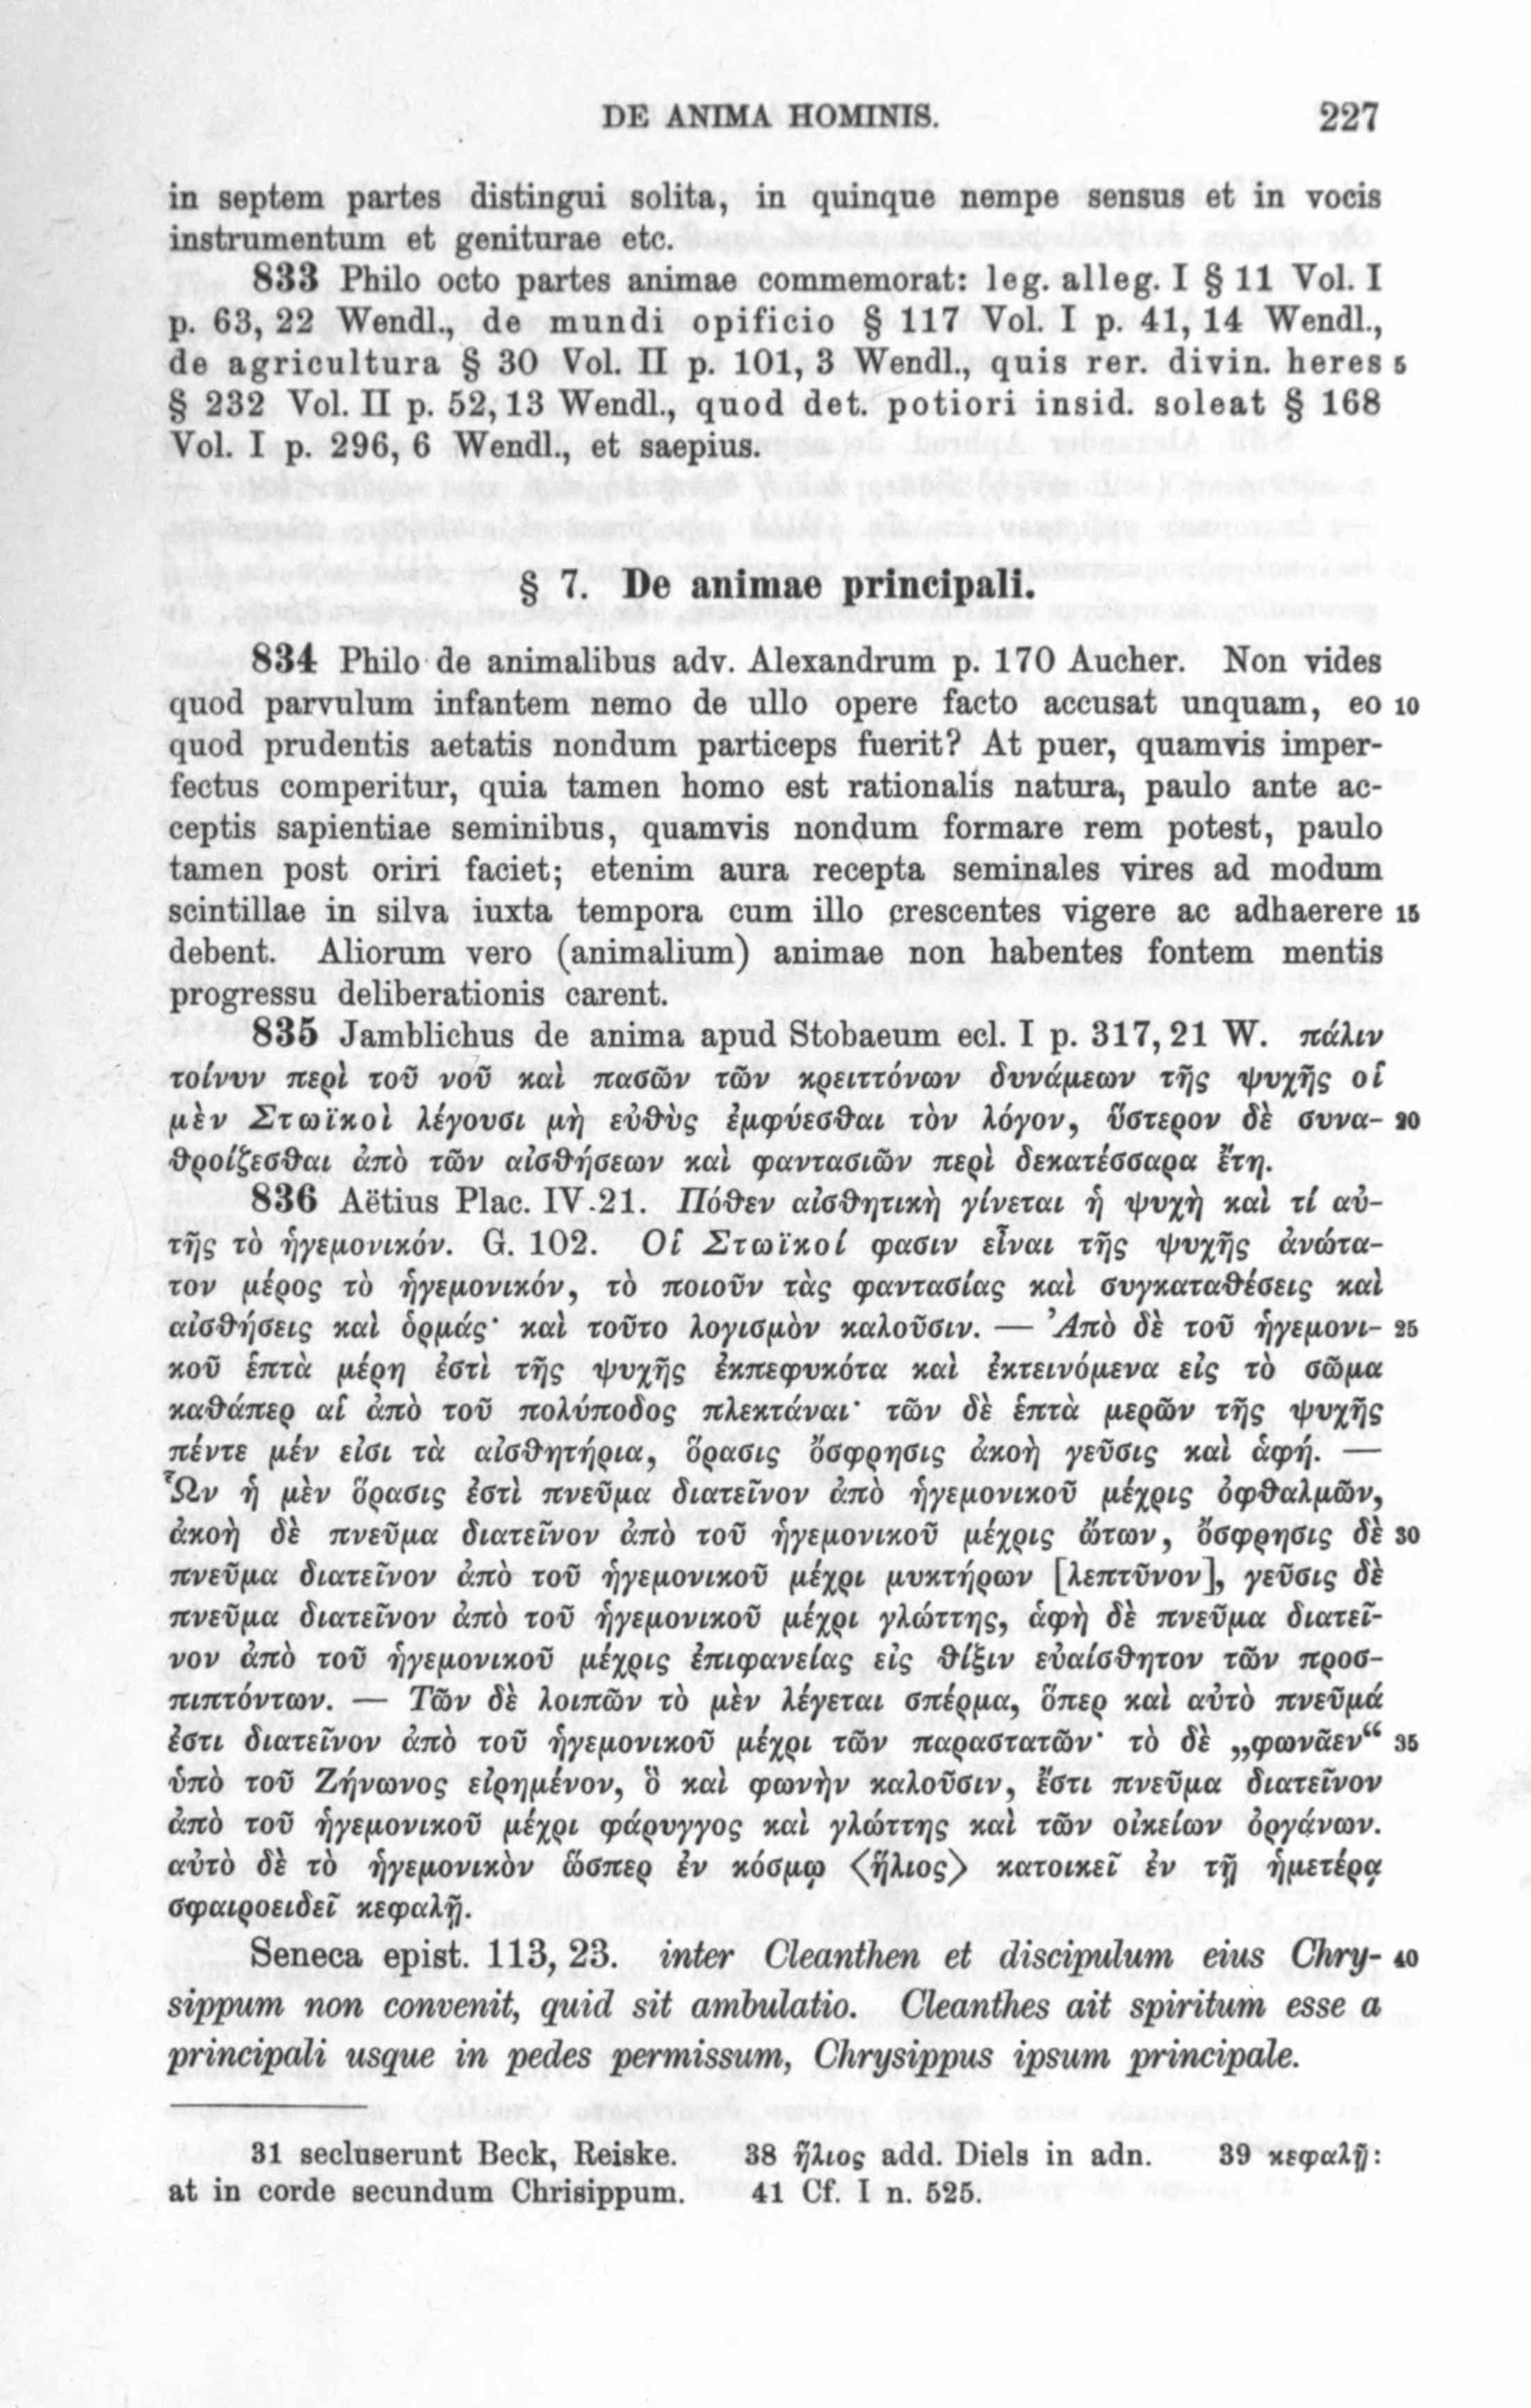 DE ANIMA HOMINIS. 227
in septem partes distingui solita, in quinque nempe sensus et in vocis
instrumentum et geniturae etc.
833 Philo octo partes animae commemorat: leg. alleg. I § 11 Vol. I
p. 63, 22 Wendl., de mundi opificio § 117 Vol. I p. 41, 14 Wendl.,
de agricultura § 30 Vol. II p. 101, 3 Wendl., quis rer. divin. heres 5
§ 232 Vol. II p. 52, 13 Wendl., quod det. potiori insid. soleat § 168
Vol. I p. 296, 6 Wendl., et saepius.
§ 7. De animae principali.
834 Philo de animalibus adv. Alexandrum p. 170 Aucher. Non vides
quod parvulum infantem nemo de ullo opere facto accusat unquam, eo 10
quod prudentis aetatis nondum particeps fuerit? At puer, quamvis imper-
fectus comperitur, quia tamen homo est rationalis natura, paulo ante ac-
ceptis sapientiae seminibus, quamvis nondum formare rem potest, paulo
tamen post oriri faciet; etenim aura recepta seminales vires ad modum
scintillae in silva iuxta tempora cum illo crescentes vigere ac adhaerere 15
debent. Aliorum vero (animalium) animae non habentes fontem mentis
progressu deliberationis carent.
835 Jamblichus de anima apud Stobaeum ecl. I p. 317, 21 W. πάλιν
τοίνυν περὶ τοῦ νοῦ καὶ πασῶν τῶν κρειττόνων δυνάμεων τῆς ψυχῆς οἱ
μὲν Στωϊκοὶ λέγουσι μὴ εὐθὺς ἐμφύεσθαι τὸν λόγον, ὕστερον δὲ συνα- 20
θροίζεσθαι ἀπὸ τῶν αἰσθήσεων καὶ φαντασιῶν περὶ δεκατέσσαρα ἔτη.
836 Aëtius Plac. IV 21. Πόθεν αἰσθητικὴ γίνεται ἡ ψυχὴ καὶ τί αὐ-
τῆς τὸ ἡγεμονικόν. G. 102. Οἱ Στωϊκοί φασιν εἶναι τῆς ψυχῆς ἀνώτα-
τον μέρος τὸ ἡγεμονικόν, τὸ ποιοῦν τὰς φαντασίας καὶ συγκαταθέσεις καὶ
αἰσθήσεις καὶ ὁρμάς· καὶ τοῦτο λογισμὸν καλοῦσιν. — Ἀπὸ δὲ τοῦ ἡγεμονι- 25
κοῦ ἑπτὰ μέρη ἐστὶ τῆς ψυχῆς ἐκπεφυκότα καὶ ἐκτεινόμενα εἰς τὸ σῶμα
καθάπερ αἱ ἀπὸ τοῦ πολύποδος πλεκτάναι· τῶν δὲ ἑπτὰ μερῶν τῆς ψυχῆς
πέντε μέν εἰσι τὰ αἰσθητήρια, ὅρασις ὄσφρησις ἀκοὴ γεῦσις καὶ ἁφή. —
Ὧν ἡ μὲν ὅρασις ἐστὶ πνεῦμα διατεῖνον ἀπὸ ἡγεμονικοῦ μέχρις ὀφθαλμῶν,
ἀκοὴ δὲ πνεῦμα διατεῖνον ἀπὸ τοῦ ἡγεμονικοῦ μέχρις ὤτων, ὄσφρησις δὲ 30
πνεῦμα διατεῖνον ἀπὸ τοῦ ἡγεμονικοῦ μέχρι μυκτήρων [λεπτῦνον], γεῦσις δὲ
πνεῦμα διατεῖνον ἀπὸ τοῦ ἡγεμονικοῦ μέχρι γλώττης, ἁφὴ δὲ πνεῦμα διατεῖ-
νον ἀπὸ τοῦ ἡγεμονικοῦ μέχρις ἐπιφανείας εἰς θίξιν εὐαίσθητον τῶν προσ-
πιπτόντων. — Τῶν δὲ λοιπῶν τὸ μὲν λέγεται σπέρμα, ὅπερ καὶ αὐτὸ πνεῦμά
ἐστι διατεῖνον ἀπὸ τοῦ ἡγεμονικοῦ μέχρι τῶν παραστατῶν· τὸ δὲ „φωνᾶεν“ 35
ὑπὸ τοῦ Ζήνωνος εἰρημένον, ὃ καὶ φωνὴν καλοῦσιν, ἔστι πνεῦμα διατεῖνον
ἀπὸ τοῦ ἡγεμονικοῦ μέχρι φάρυγγος καὶ γλώττης καὶ τῶν οἰκείων ὀργάνων.
αὐτὸ δὲ τὸ ἡγεμονικὸν ὥσπερ ἐν κόσμῳ 〈ἥλιος〉 κατοικεῖ ἐν τῇ ἡμετέρᾳ
σφαιροειδεῖ κεφαλῇ.
Seneca epist. 113, 23. inter Cleanthen et discipulum eius Chry- 40
sippum non convenit, quid sit ambulatio. Cleanthes ait spiritum esse a
principali usque in pedes permissum, Chrysippus ipsum principale.
31 secluserunt Beck, Reiske. 38 ἥλιος add. Diels in adn. 39 κεφαλῇ:
at in corde secundum Chrisippum. 41 Cf. I n. 525.